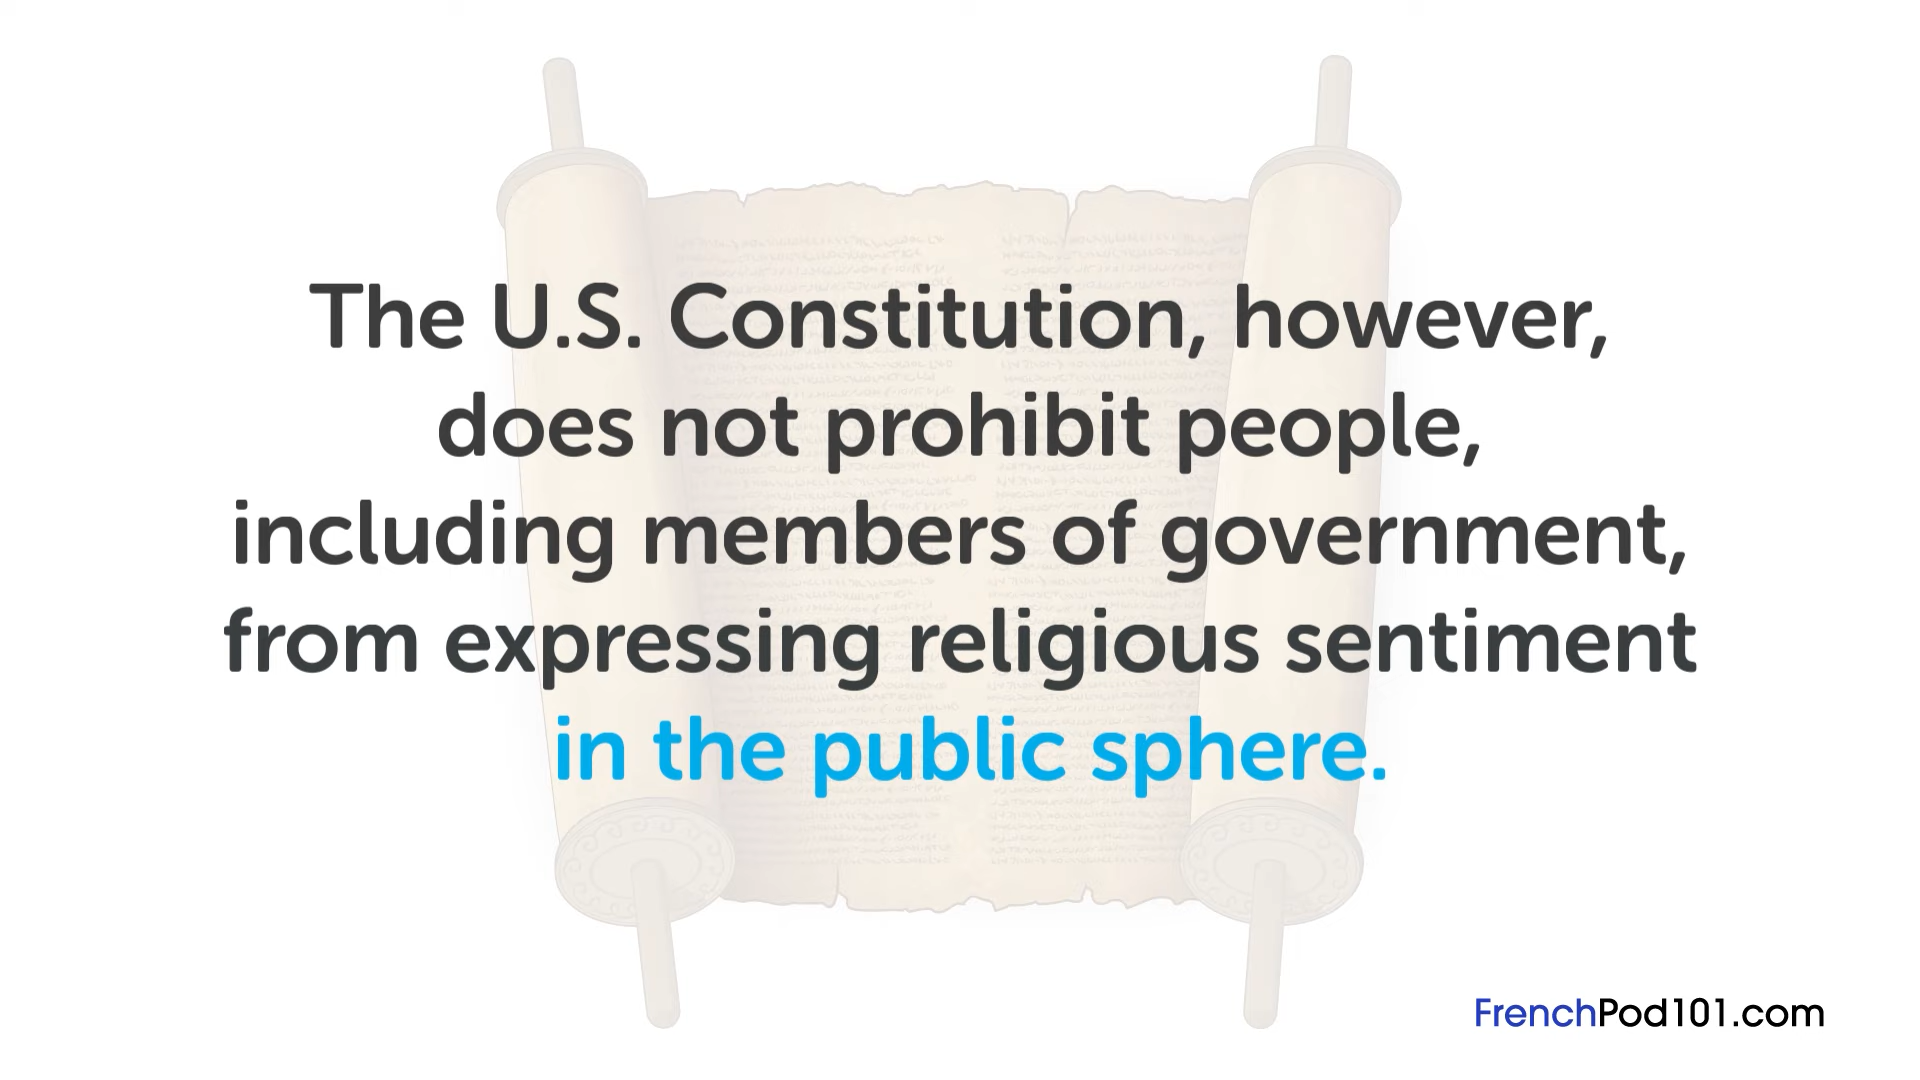 The U.S. Constitution, however,
does not prohibit people,
including members of government,
from expressing religious sentiment
in the public sphere.
FrenchPod101.com